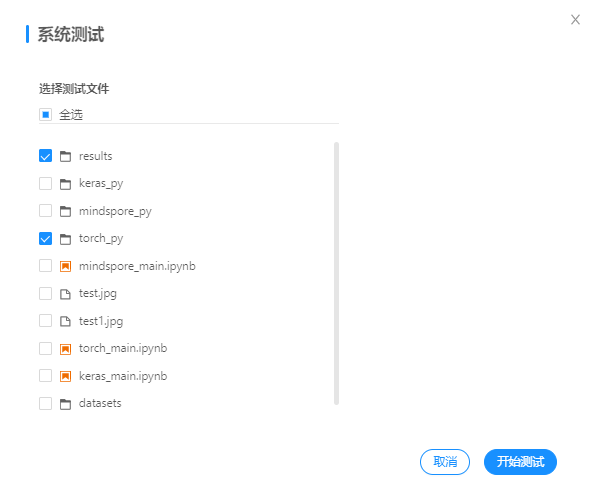 系统测试
选择测试文件
全选
results
keras_py
mindspore_py
torch_py
mindspore_main.ipynb
test.jpg
test1.jpg
torch_main.ipynb
keras_main.ipynb
datasets
取消 开始测试